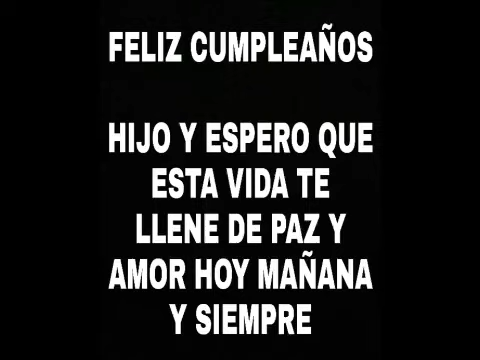 FELIZ CUMPLEAÑOS
HIJO Y ESPERO QUE
ESTA VIDA TE
LLENE DE PAZ Y
AMOR HOY MAÑANA
Y SIEMPRE